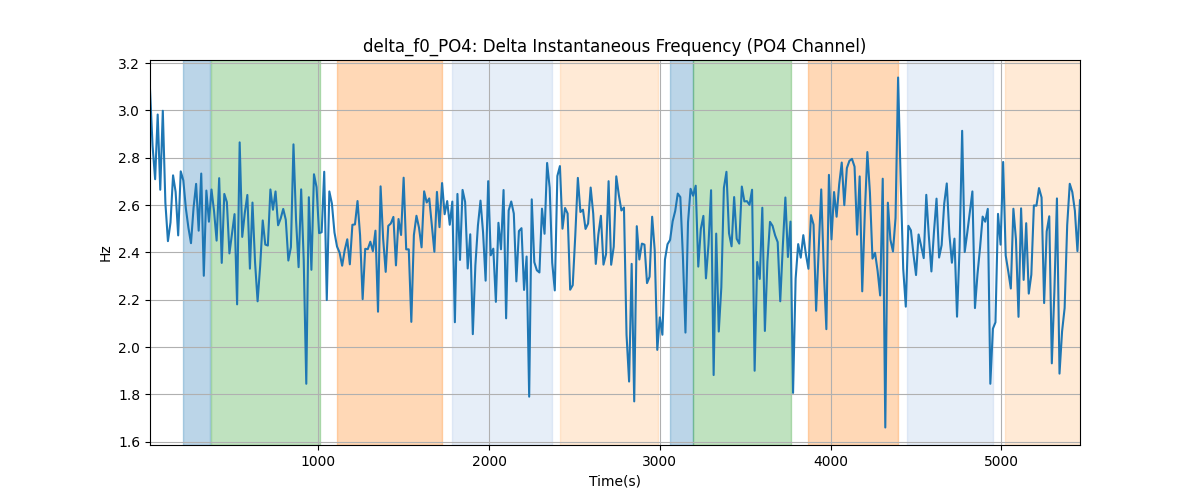 delta_f0_PO4: Delta Instantaneous Frequency (PO4 Channel)
3.2
3.0
2.8
2.6
2.4
2.2
2.0
1.8
1.6
Hz
1000 2000 3000 4000 5000
Time(s)